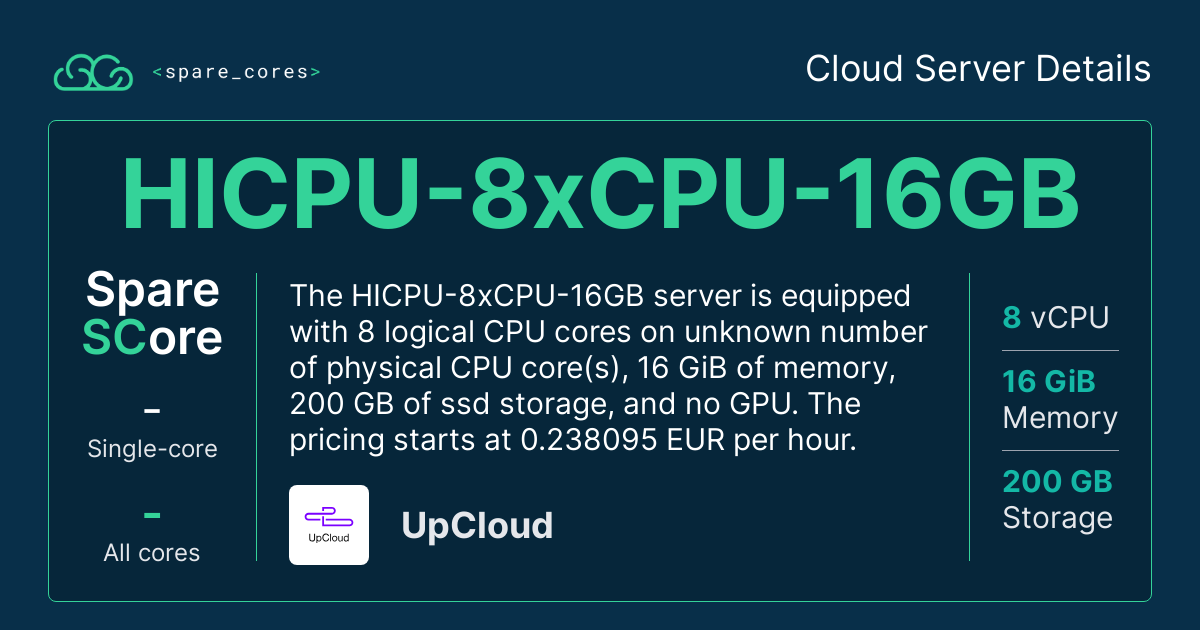 <spare_cores>
Cloud Server Details
HICPU-8xCPU-16GB
Spare
SCore
–
Single-core
–
All cores
The HICPU-8xCPU-16GB server is equipped
with 8 logical CPU cores on unknown number
of physical CPU core(s), 16 GiB of memory,
200 GB of ssd storage, and no GPU. The
pricing starts at 0.238095 EUR per hour.
UpCloud
UpCloud
8 vCPU
16 GiB
Memory
200 GB
Storage